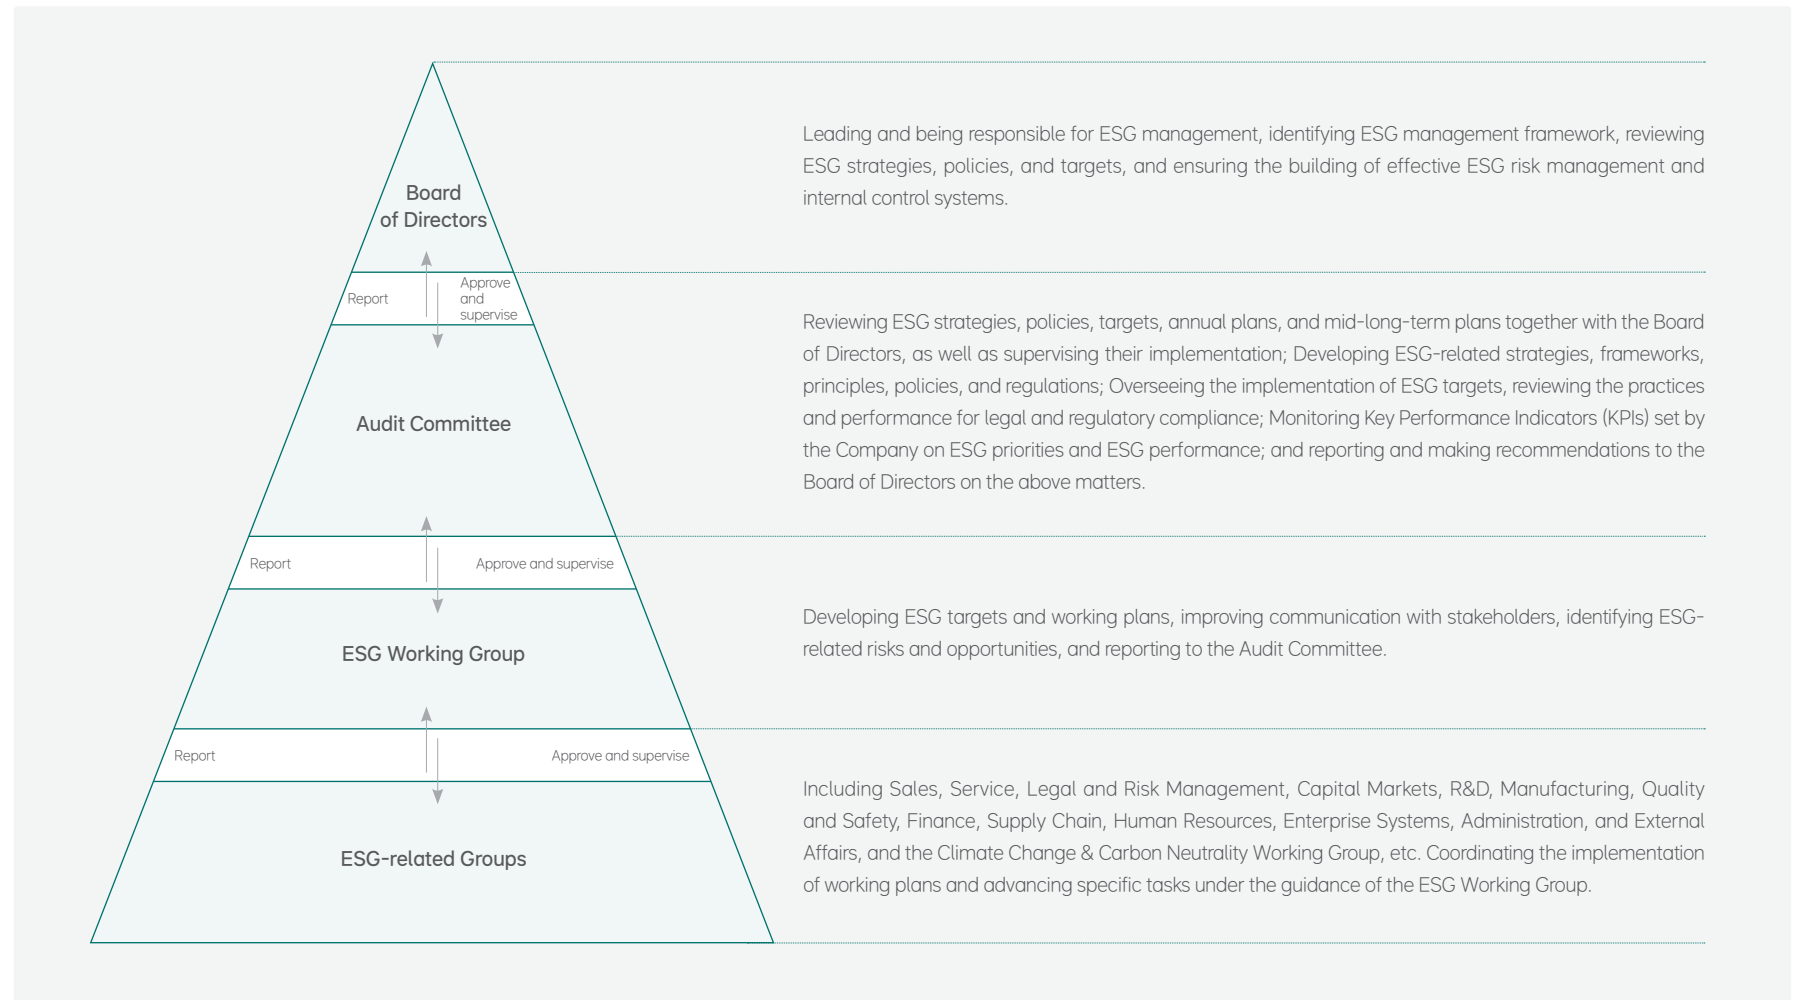 Board
of Directors
Leading and being responsible for ESG management, identifying ESG management framework, reviewing
ESG strategies, policies, and targets, and ensuring the building of effective ESG risk management and
internal control systems.
Report
Approve
and
supervise
Audit Committee
Reviewing ESG strategies, policies, targets, annual plans, and mid-long-term plans together with the Board
of Directors, as well as supervising their implementation; Developing ESG-related strategies, frameworks,
principles, policies, and regulations; Overseeing the implementation of ESG targets, reviewing the practices
and performance for legal and regulatory compliance; Monitoring Key Performance Indicators (KPIs) set by
the Company on ESG priorities and ESG performance; and reporting and making recommendations to the
Board of Directors on the above matters.
Report
Approve and supervise
ESG Working Group
Developing ESG targets and working plans, improving communication with stakeholders, identifying ESG-
related risks and opportunities, and reporting to the Audit Committee.
Report
Approve and supervise
ESG-related Groups
Including Sales, Service, Legal and Risk Management, Capital Markets, R&D, Manufacturing, Quality
and Safety, Finance, Supply Chain, Human Resources, Enterprise Systems, Administration, and External
Affairs, and the Climate Change & Carbon Neutrality Working Group, etc. Coordinating the implementation
of working plans and advancing specific tasks under the guidance of the ESG Working Group.